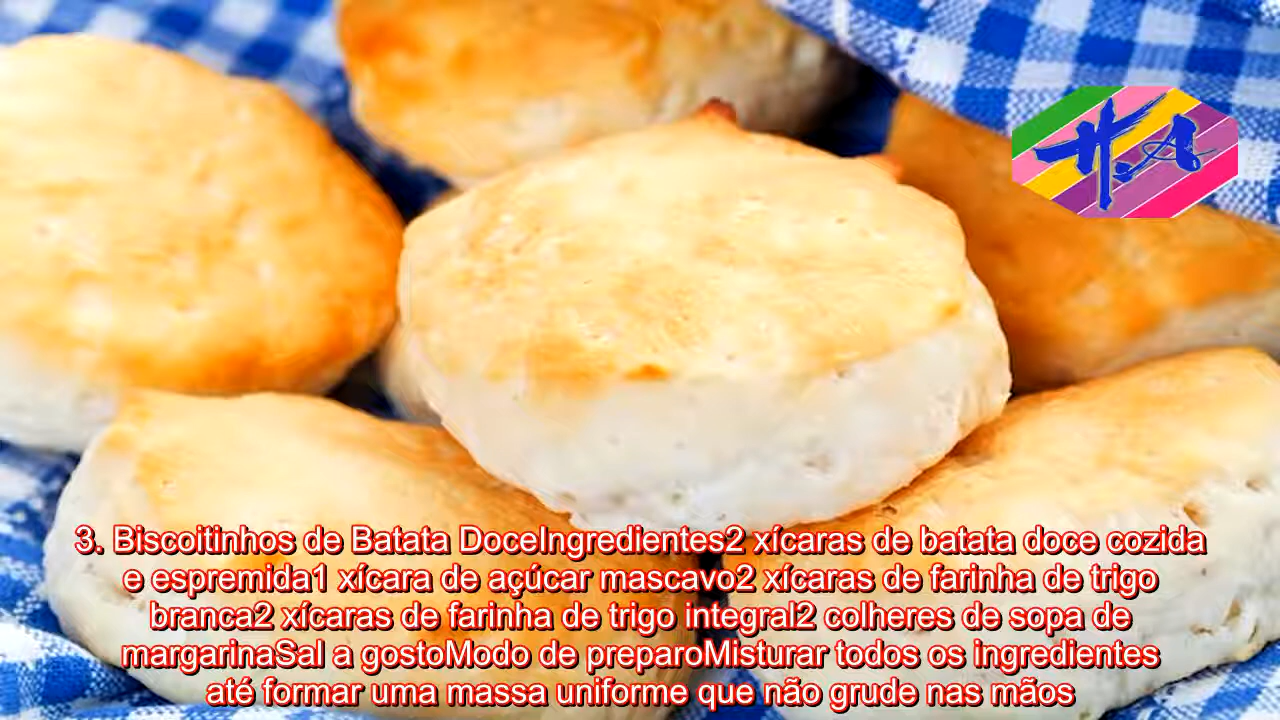 H.A
3. Biscoitinhos de Batata DoceIngredientes2 xícaras de batata doce cozida
e espremida1 xícara de açúcar mascavo2 xícaras de farinha de trigo
branca2 xícaras de farinha de trigo integral2 colheres de sopa de
margarinaSal a gostoModo de preparoMisturar todos os ingredientes
até formar uma massa uniforme que não grude nas mãos